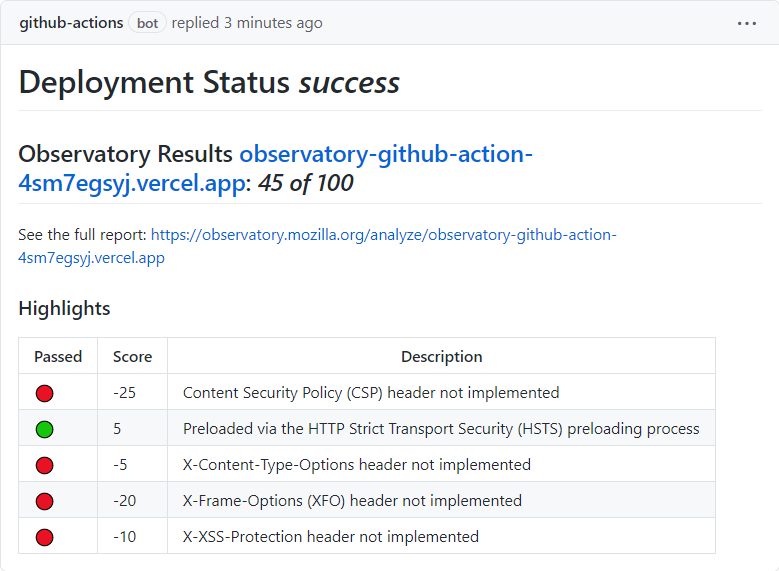 github-actions bot replied 3 minutes ago
Deployment Status success
Observatory Results observatory-github-action-
4sm7egsyj.vercel.app: 45 of 100
See the full report: https://observatory.mozilla.org/analyze/observatory-github-action-
4sm7egsyj.vercel.app
Highlights
Passed Score Description
-25 Content Security Policy (CSP) header not implemented
5 Preloaded via the HTTP Strict Transport Security (HSTS) preloading process
-5 X-Content-Type-Options header not implemented
-20 X-Frame-Options (XFO) header not implemented
-10 X-XSS-Protection header not implemented